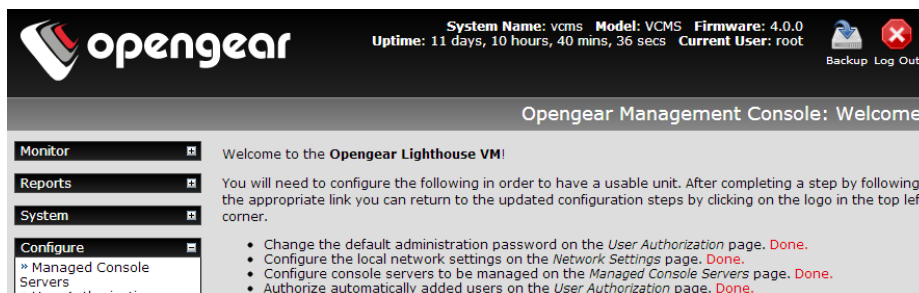 opengear
System Name: vcms Model: VCMS Firmware: 4.0.0
Uptime: 11 days, 10 hours, 40 mins, 36 secs Current User: root
Backup Log Out
Opengear Management Console: Welcome
Monitor
Reports
System
Configure
» Managed Console
Servers
Welcome to the Opengear Lighthouse VM!
You will need to configure the following in order to have a usable unit. After completing a step by following
the appropriate link you can return to the updated configuration steps by clicking on the logo in the top lef
corner.
• Change the default administration password on the User Authorization page. Done.
• Configure the local network settings on the Network Settings page. Done.
• Configure console servers to be managed on the Managed Console Servers page. Done.
• Authorize automatically added users on the User Authorization page. Done.